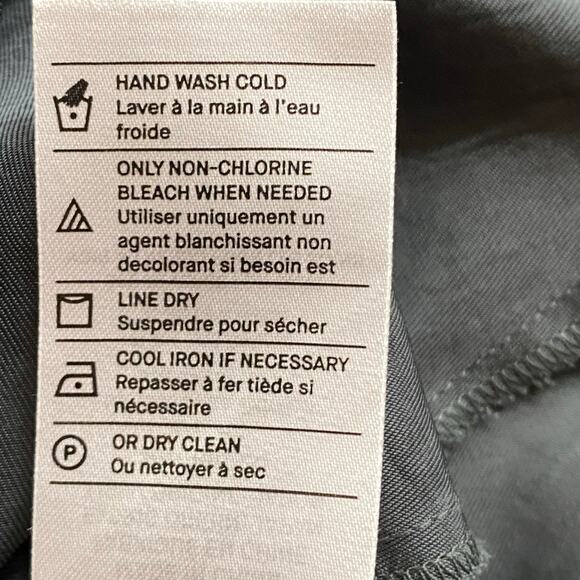 HAND WASH COLD
Laver à la main à l'eau
froide
ONLY NON-CHLORINE
BLEACH WHEN NEEDED
Utiliser uniquement un
agent blanchissant non
decolorant si besoin est
LINE DRY
Suspendre pour sécher
COOL IRON IF NECESSARY
Repasser à fer tiède si
nécessaire
P
OR DRY CLEAN
Ou nettoyer à sec